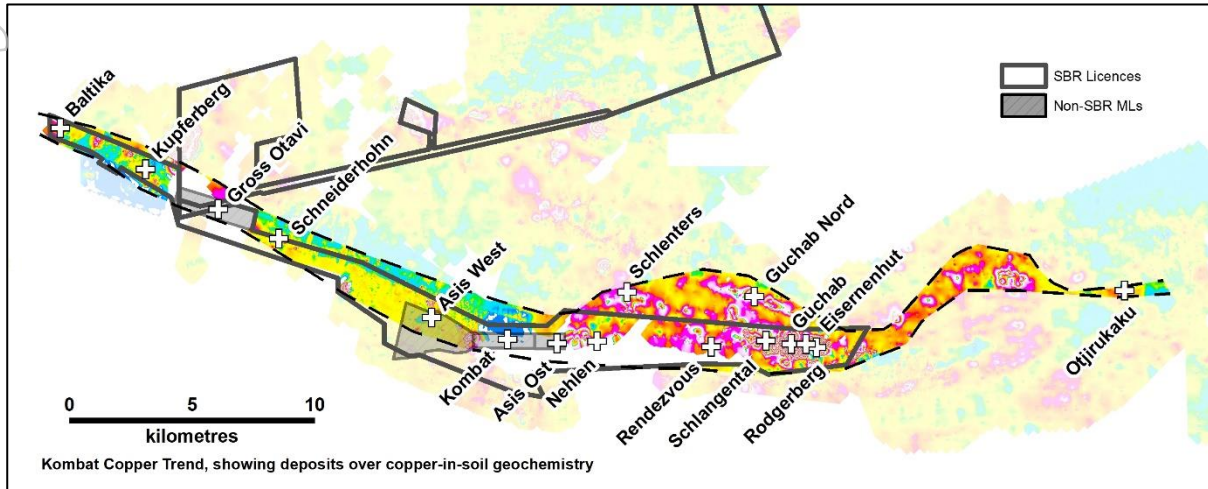 Baltika
Kupferberg
Gross Otavi
Schneiderhohn
Asis West
Kombat
Asis Ost
Nehlen
Schlenters
Rendezvous
Schlangental
Guchab Nord
Guchab
Eisernenhut
Rodgerberg
Otjirukaku
SBR Licences
Non-SBR MLs
0 5 10
kilometres
Kombat Copper Trend, showing deposits over copper-in-soil geochemistry